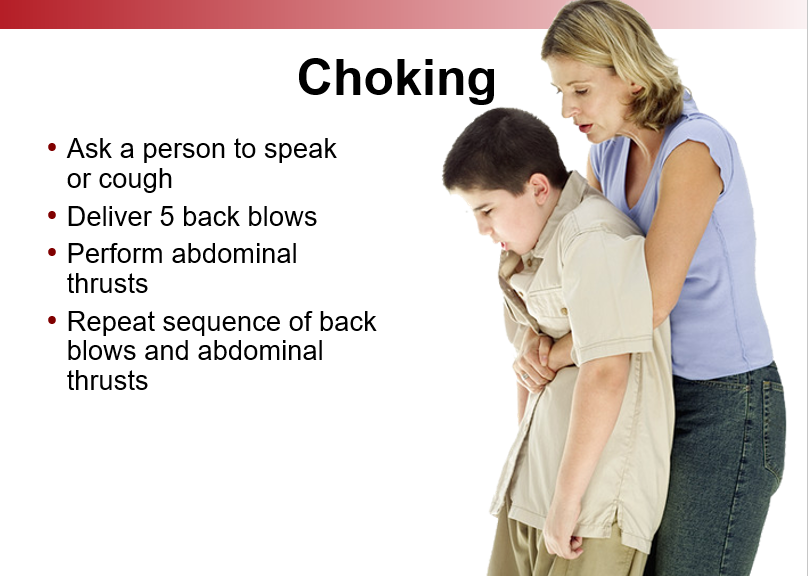 Choking
• Ask a person to speak
or cough
• Deliver 5 back blows
• Perform abdominal
thrusts
• Repeat sequence of back
blows and abdominal
thrusts